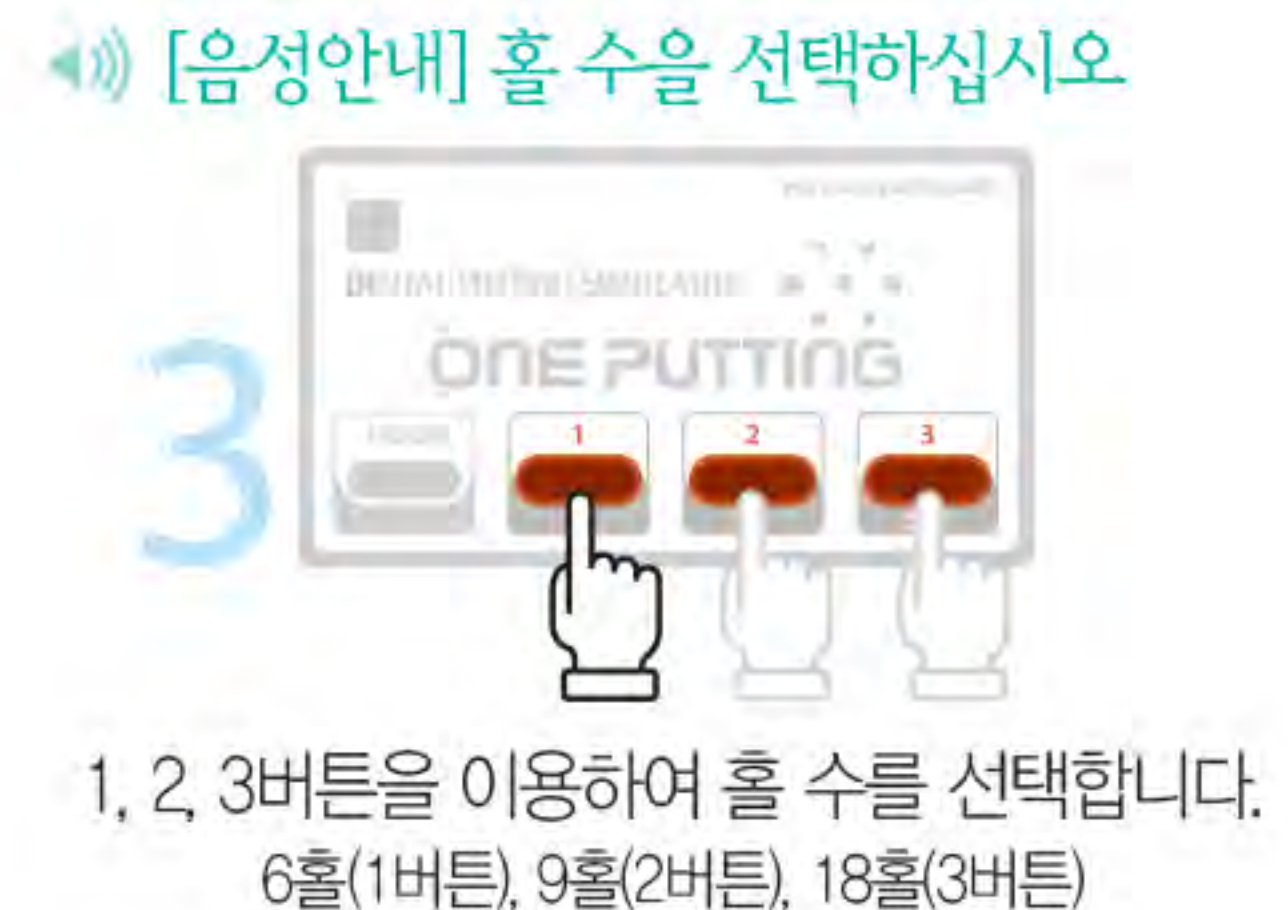 [음성안내] 홀 수을 선택하십시오
ONE PUTTING
1 2 3
3
1, 2, 3버튼을 이용하여 홀 수를 선택합니다.
6홀(1버튼), 9홀(2버튼), 18홀(3버튼)